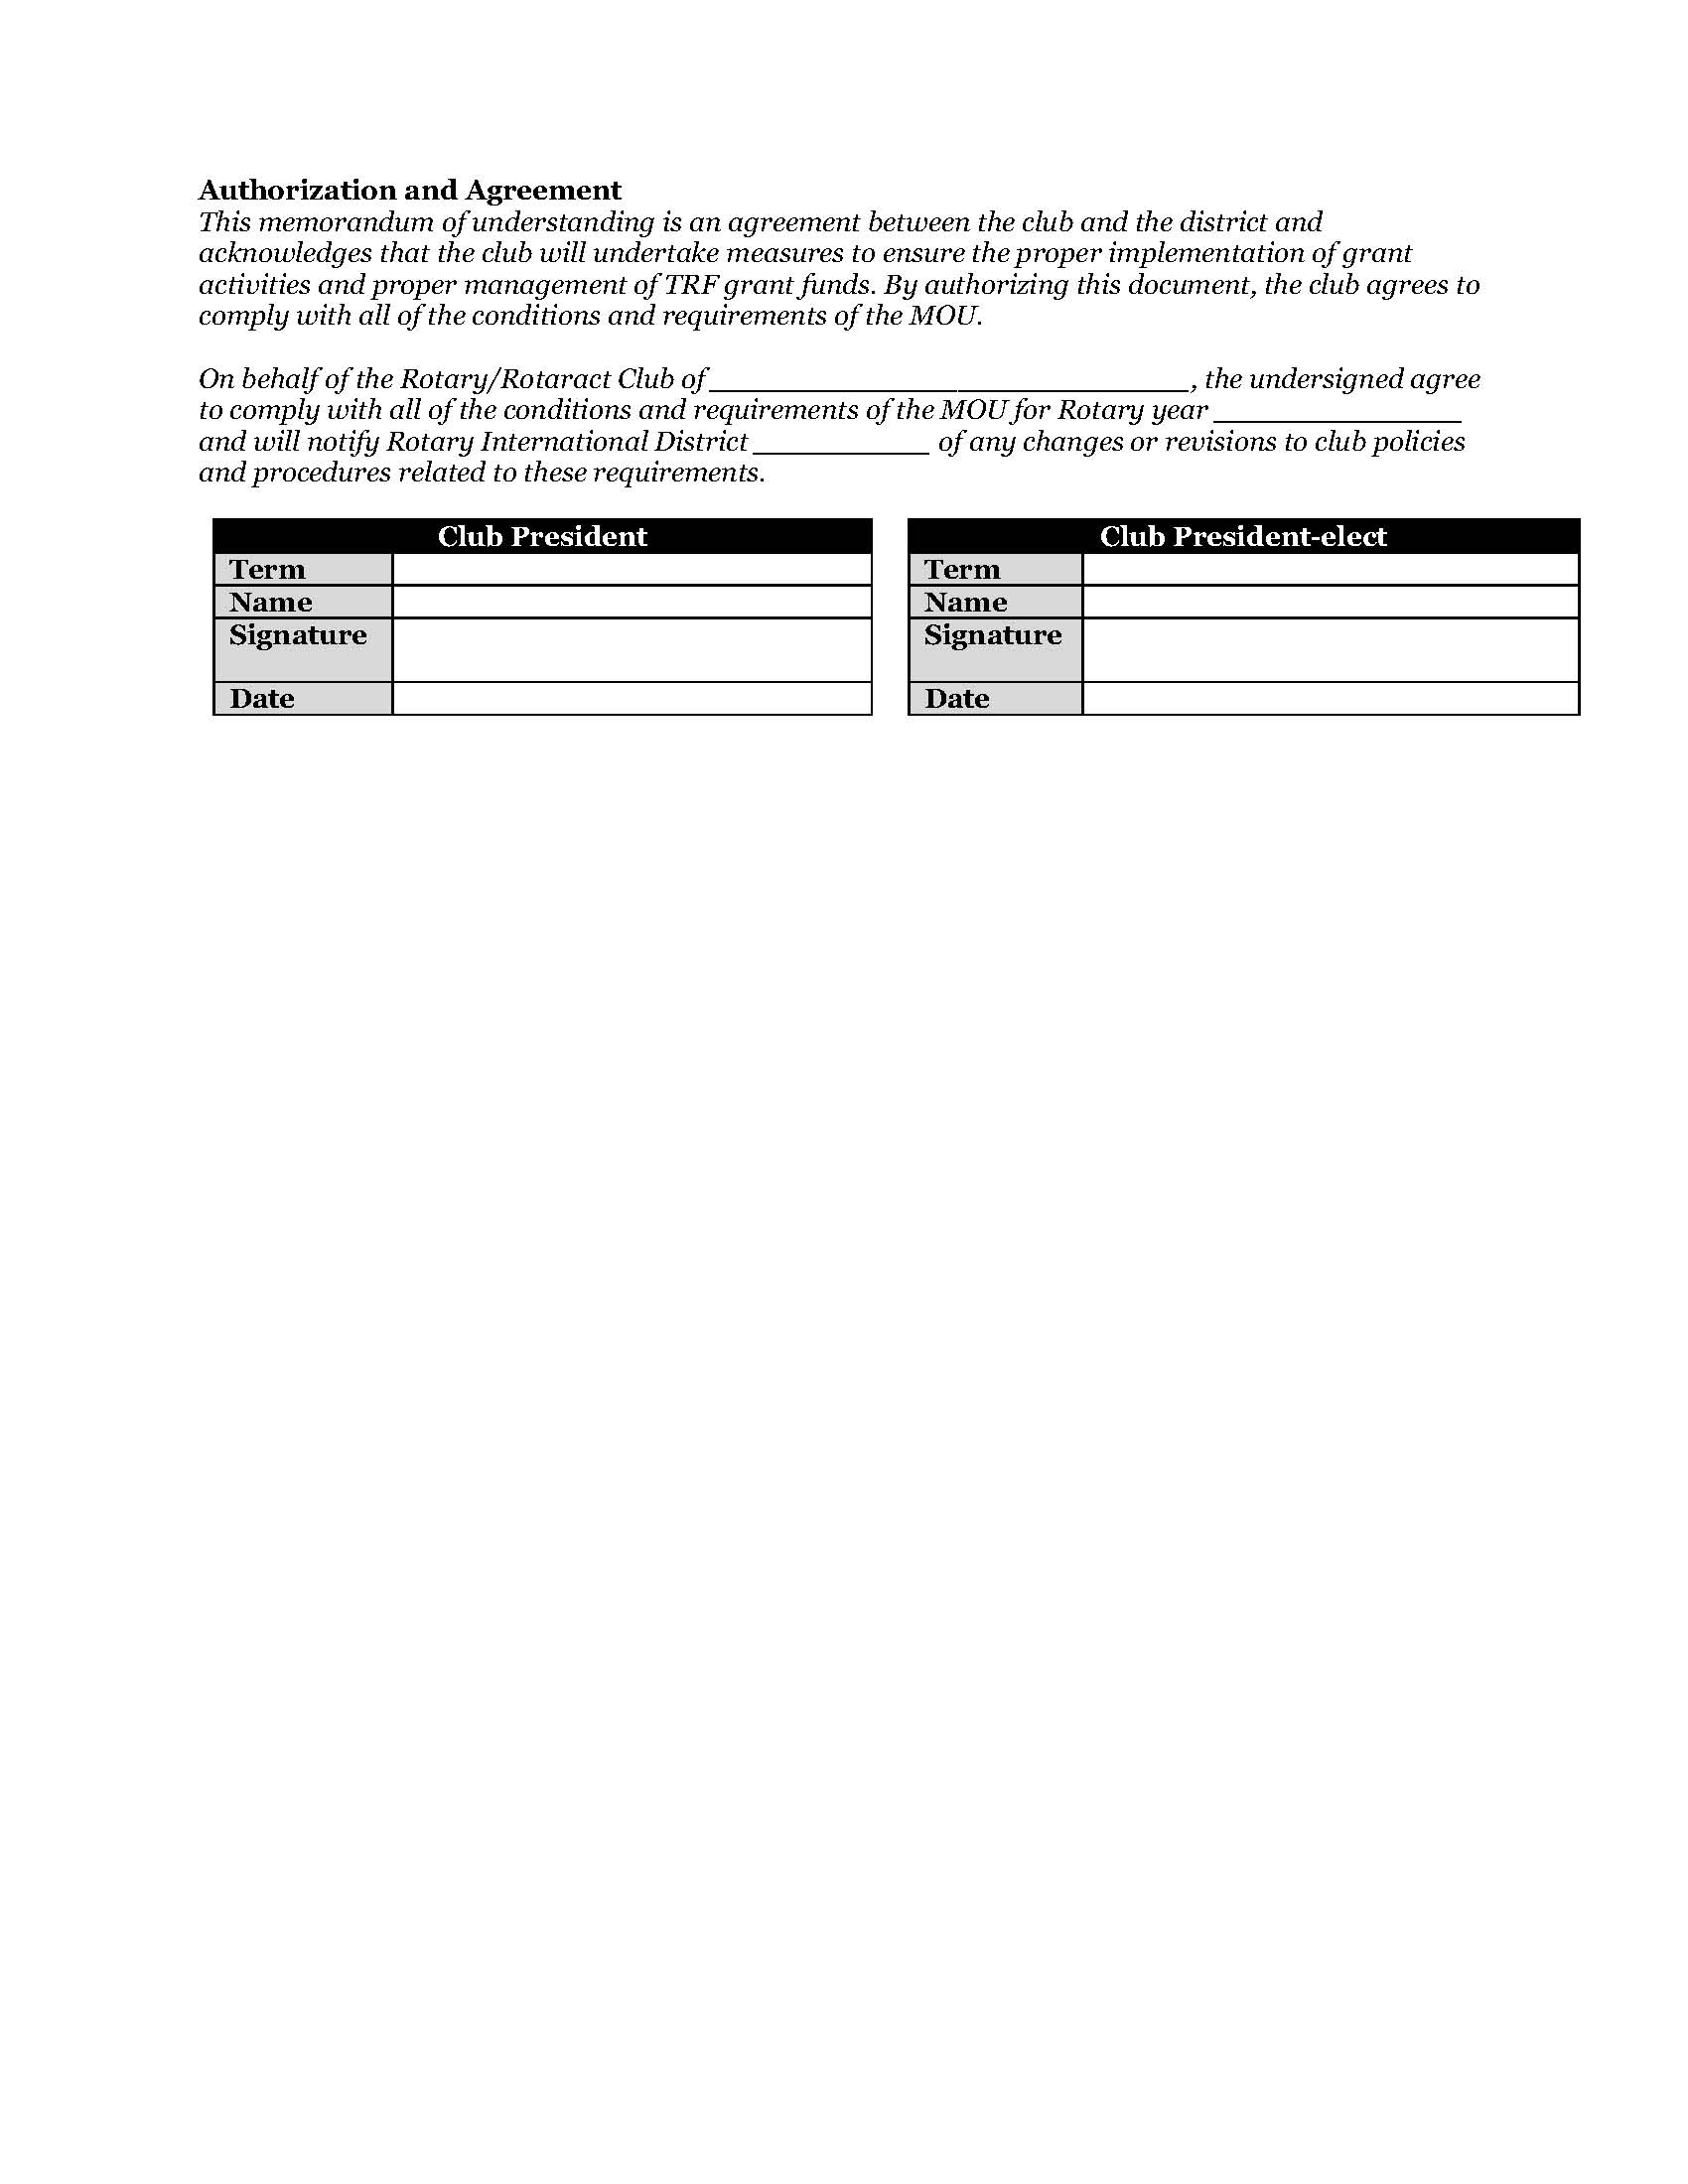 Authorization and Agreement
This memorandum of understanding is an agreement between the club and the district and
acknowledges that the club will undertake measures to ensure the proper implementation of grant
activities and proper management of TRF grant funds. By authorizing this document, the club agrees to
comply with all of the conditions and requirements of the MOU.
On behalf of the Rotary/Rotaract Club of __________________________________, the undersigned agree
to comply with all of the conditions and requirements of the MOU for Rotary year _________________
and will notify Rotary International District ____________ of any changes or revisions to club policies
and procedures related to these requirements.
Club President
Term
Name
Signature
Date
Club President-elect
Term
Name
Signature
Date